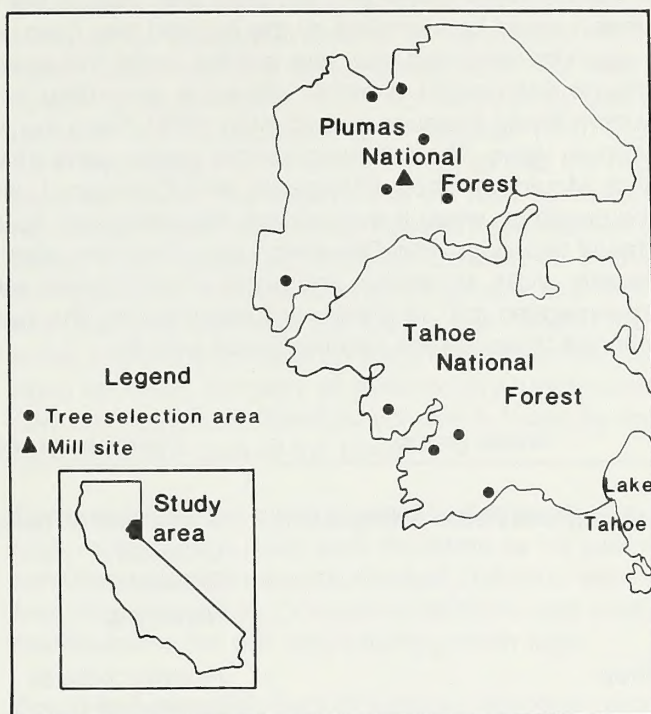 Plumas
National
Forest
Tahoe
National
Forest
Legend
Tree selection area
Mill site
Study
area
Lake
Tahoe